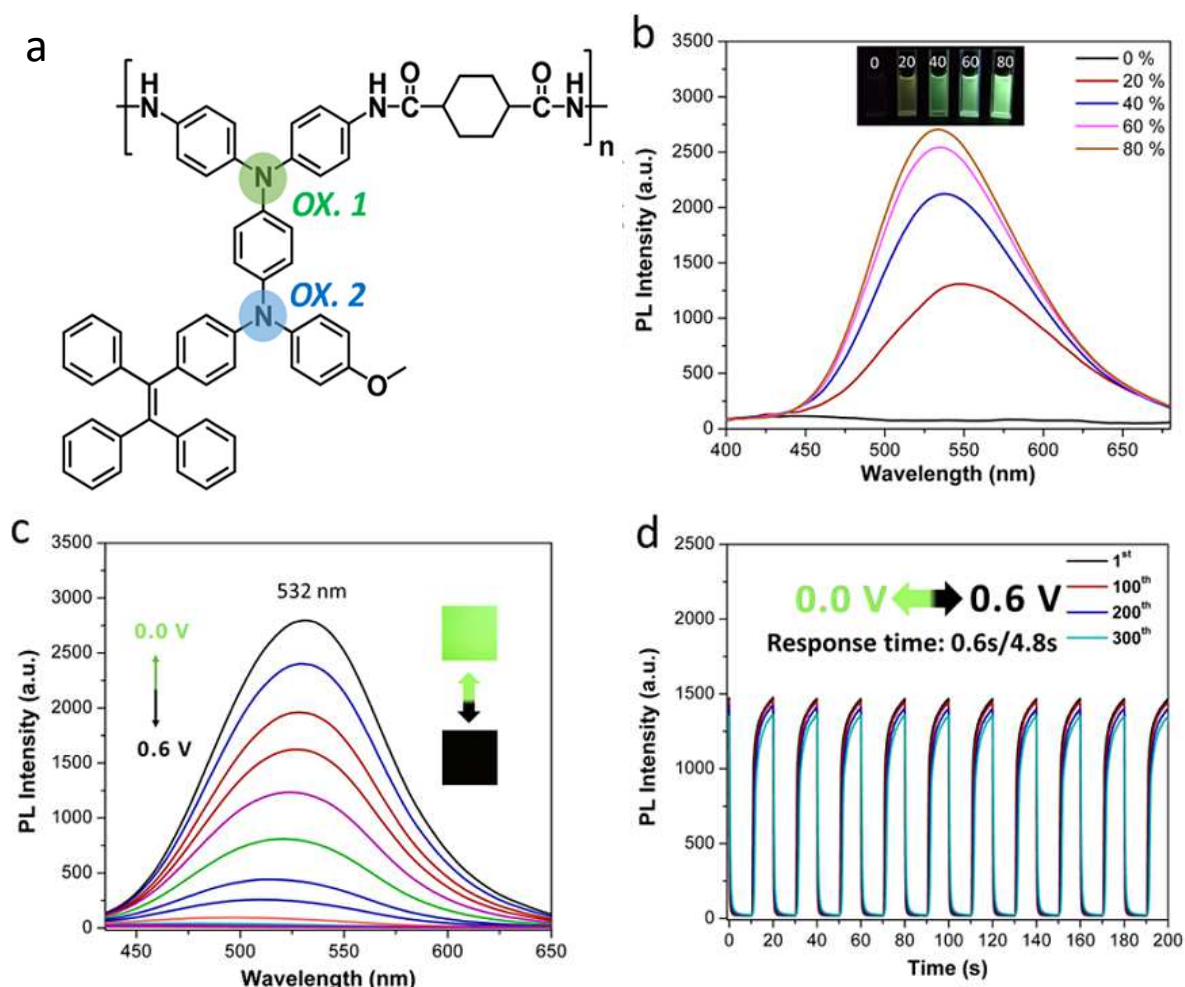 a
H
N
N
H
O
C
O
C
H
N
n
N
OX. 1
OX. 2
N
O
b
3500
3000
2500
2000
1500
1000
500
0
400 450 500 550 600 650
PL Intensity (a.u.)
Wavelength (nm)
0 20 40 60 80
0 %
20 %
40 %
60 %
80 %
c
3500
3000
2500
2000
1500
1000
500
0
450 500 550 600 650
PL Intensity (a.u.)
Wavelength (nm)
532 nm
0.0 V
0.6 V
d
2500
2000
1500
1000
500
0
0 20 40 60 80 100 120 140 160 180 200
PL Intensity (a.u.)
Time (s)
0.0 V 0.6 V
Response time: 0.6s/4.8s
1st
100th
200th
300th